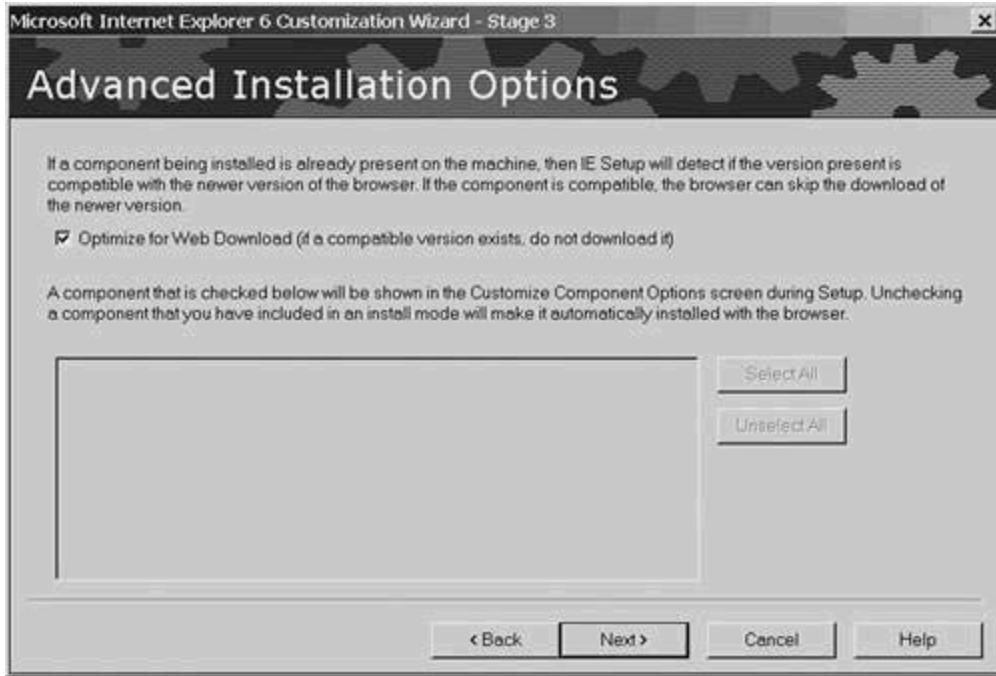 Microsoft Internet Explorer 6 Customization Wizard - Stage 3
Advanced Installation Options
If a component being installed is already present on the machine, then IE Setup will detect if the version present is
compatible with the newer version of the browser. If the component is compatible, the browser can skip the download of
the newer version.
Optimize for Web Download (if a compatible version exists, do not download it)
A component that is checked below will be shown in the Customize Component Options screen during Setup. Unchecking
a component that you have included in an install mode will make it automatically installed with the browser.
Select All
Unselect All
< Back Next > Cancel Help